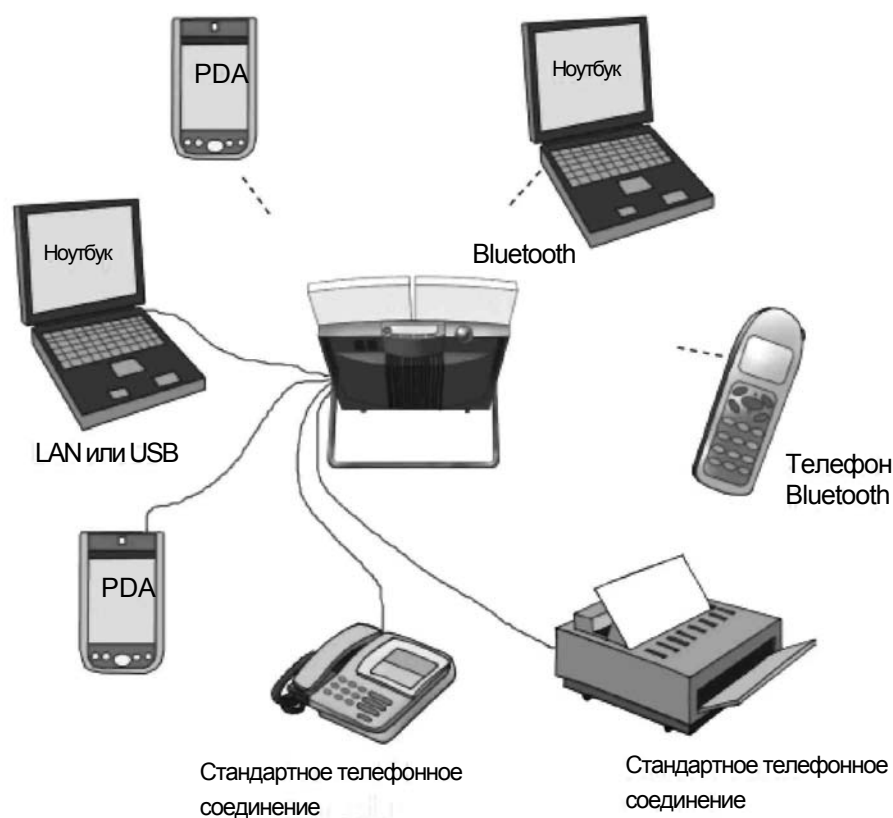 PDA
Ноутбук
Ноутбук
Bluetooth
LAN или USB
Телефон
Bluetooth
PDA
Стандартное телефонное
соединение
Стандартное телефонное
соединение